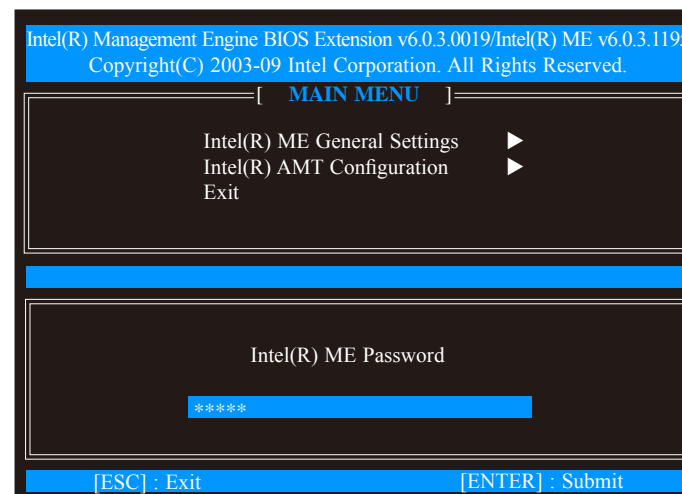 Intel(R) Management Engine BIOS Extension v6.0.3.0019/Intel(R) ME v6.0.3.119
Copyright(C) 2003-09 Intel Corporation. All Rights Reserved.
[ MAIN MENU ]
Intel(R) ME General Settings ▶
Intel(R) AMT Configuration ▶
Exit
Intel(R) ME Password
*****
[ESC] : Exit [ENTER] : Submit